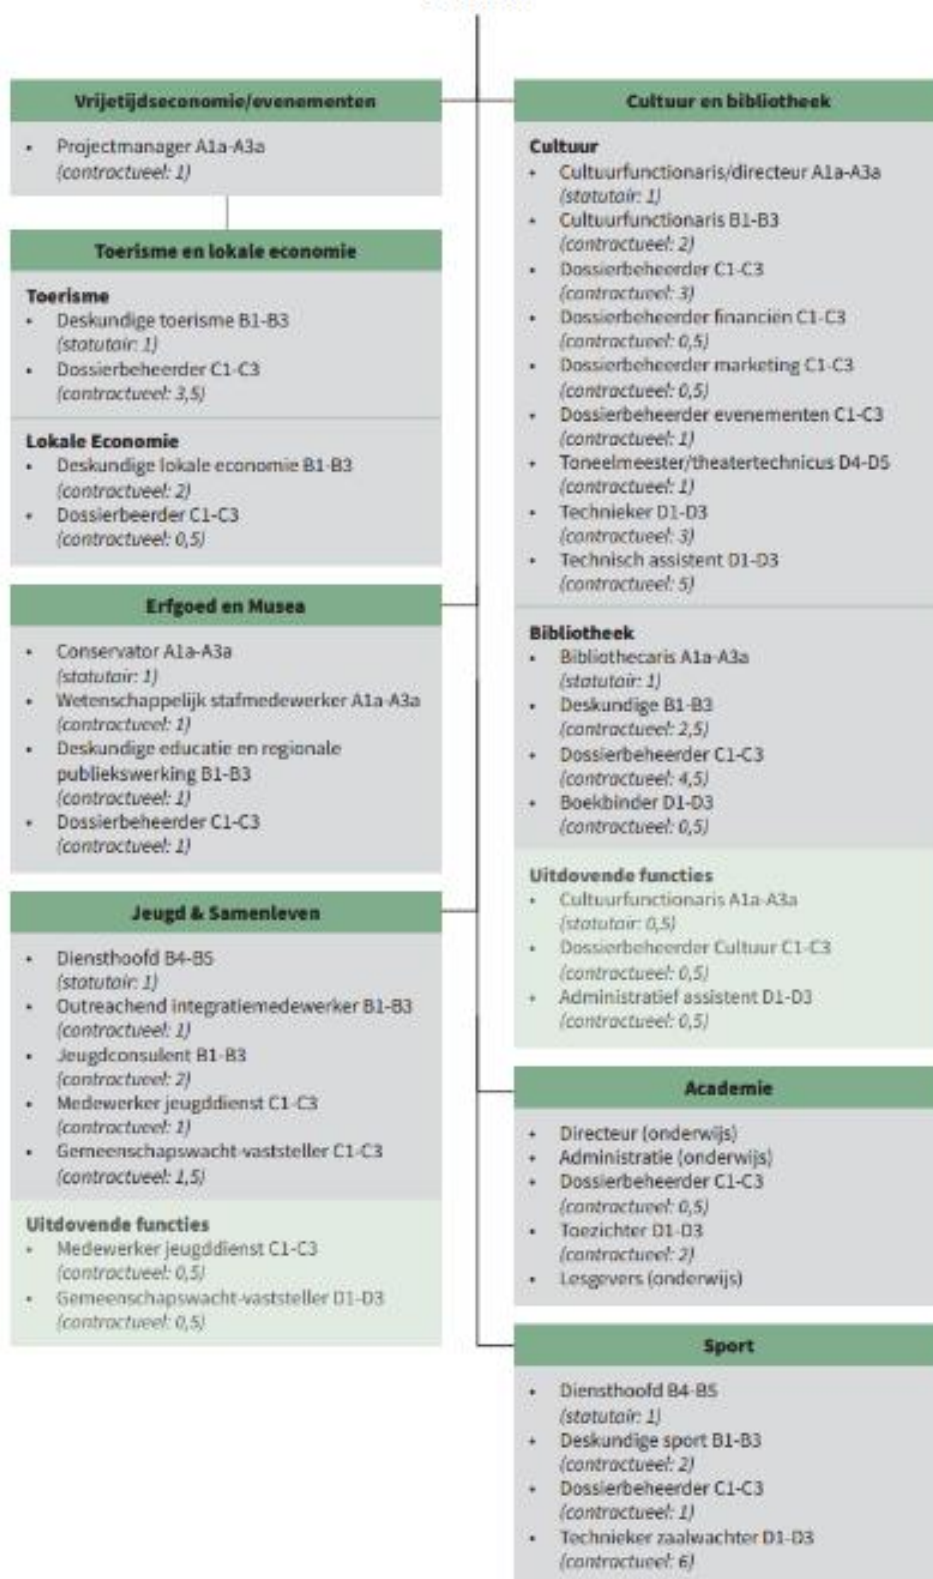 Vrijetijdseconomie/evenementen
• Projectmanager A1a-A3a
(contractueel: 1)
Toerisme en lokale economie
Toerisme
• Deskundige toerisme B1-B3
(statutair: 1)
• Dossierbeheerder C1-C3
(contractueel: 3,5)
Lokale Economie
• Deskundige lokale economie B1-B3
(contractueel: 2)
• Dossierbeerder C1-C3
(contractueel: 0,5)
Erfgoed en Musea
• Conservator A1a-A3a
(statutair: 1)
• Wetenschappelijk stafmedewerker A1a-A3a
(contractueel: 1)
• Deskundige educatie en regionale
publiekswerking B1-B3
(contractueel: 1)
• Dossierbeheerder C1-C3
(contractueel: 1)
Jeugd & Samenleven
• Diensthoofd B4-B5
(statutair: 1)
• Outreachend integratiemedewerker B1-B3
(contractueel: 1)
• Jeugdconsulent B1-B3
(contractueel: 2)
• Medewerker jeugddienst C1-C3
(contractueel: 1)
• Gemeenschapswacht-vaststeller C1-C3
(contractueel: 1,5)
Uitdovende functies
• Medewerker jeugddienst C1-C3
(contractueel: 0,5)
• Gemeenschapswacht-vaststeller D1-D3
(contractueel: 0,5)
Cultuur en bibliotheek
Cultuur
• Cultuurfunctionaris/directeur A1a-A3a
(statutair: 1)
• Cultuurfunctionaris B1-B3
(contractueel: 2)
• Dossierbeheerder C1-C3
(contractueel: 3)
• Dossierbeheerder financiën C1-C3
(contractueel: 0,5)
• Dossierbeheerder marketing C1-C3
(contractueel: 0,5)
• Dossierbeheerder evenementen C1-C3
(contractueel: 1)
• Toneelmeester/theatertechnicus D4-D5
(contractueel: 1)
• Technieker D1-D3
(contractueel: 3)
• Technisch assistent D1-D3
(contractueel: 5)
Bibliotheek
• Bibliothecaris A1a-A3a
(statutair: 1)
• Deskundige B1-B3
(contractueel: 2,5)
• Dossierbeheerder C1-C3
(contractueel: 4,5)
• Boekbinder D1-D3
(contractueel: 0,5)
Uitdovende functies
• Cultuurfunctionaris A1a-A3a
(statutair: 0,5)
• Dossierbeheerder Cultuur C1-C3
(contractueel: 0,5)
• Administratief assistent D1-D3
(contractueel: 0,5)
Academie
• Directeur (onderwijs)
• Administratie (onderwijs)
• Dossierbeheerder C1-C3
(contractueel: 0,5)
• Toezichter D1-D3
(contractueel: 2)
• Lesgevers (onderwijs)
Sport
• Diensthoofd B4-B5
(statutair: 1)
• Deskundige sport B1-B3
(contractueel: 2)
• Dossierbeheerder C1-C3
(contractueel: 1)
• Technieker zaalwachter D1-D3
(contractueel: 6)